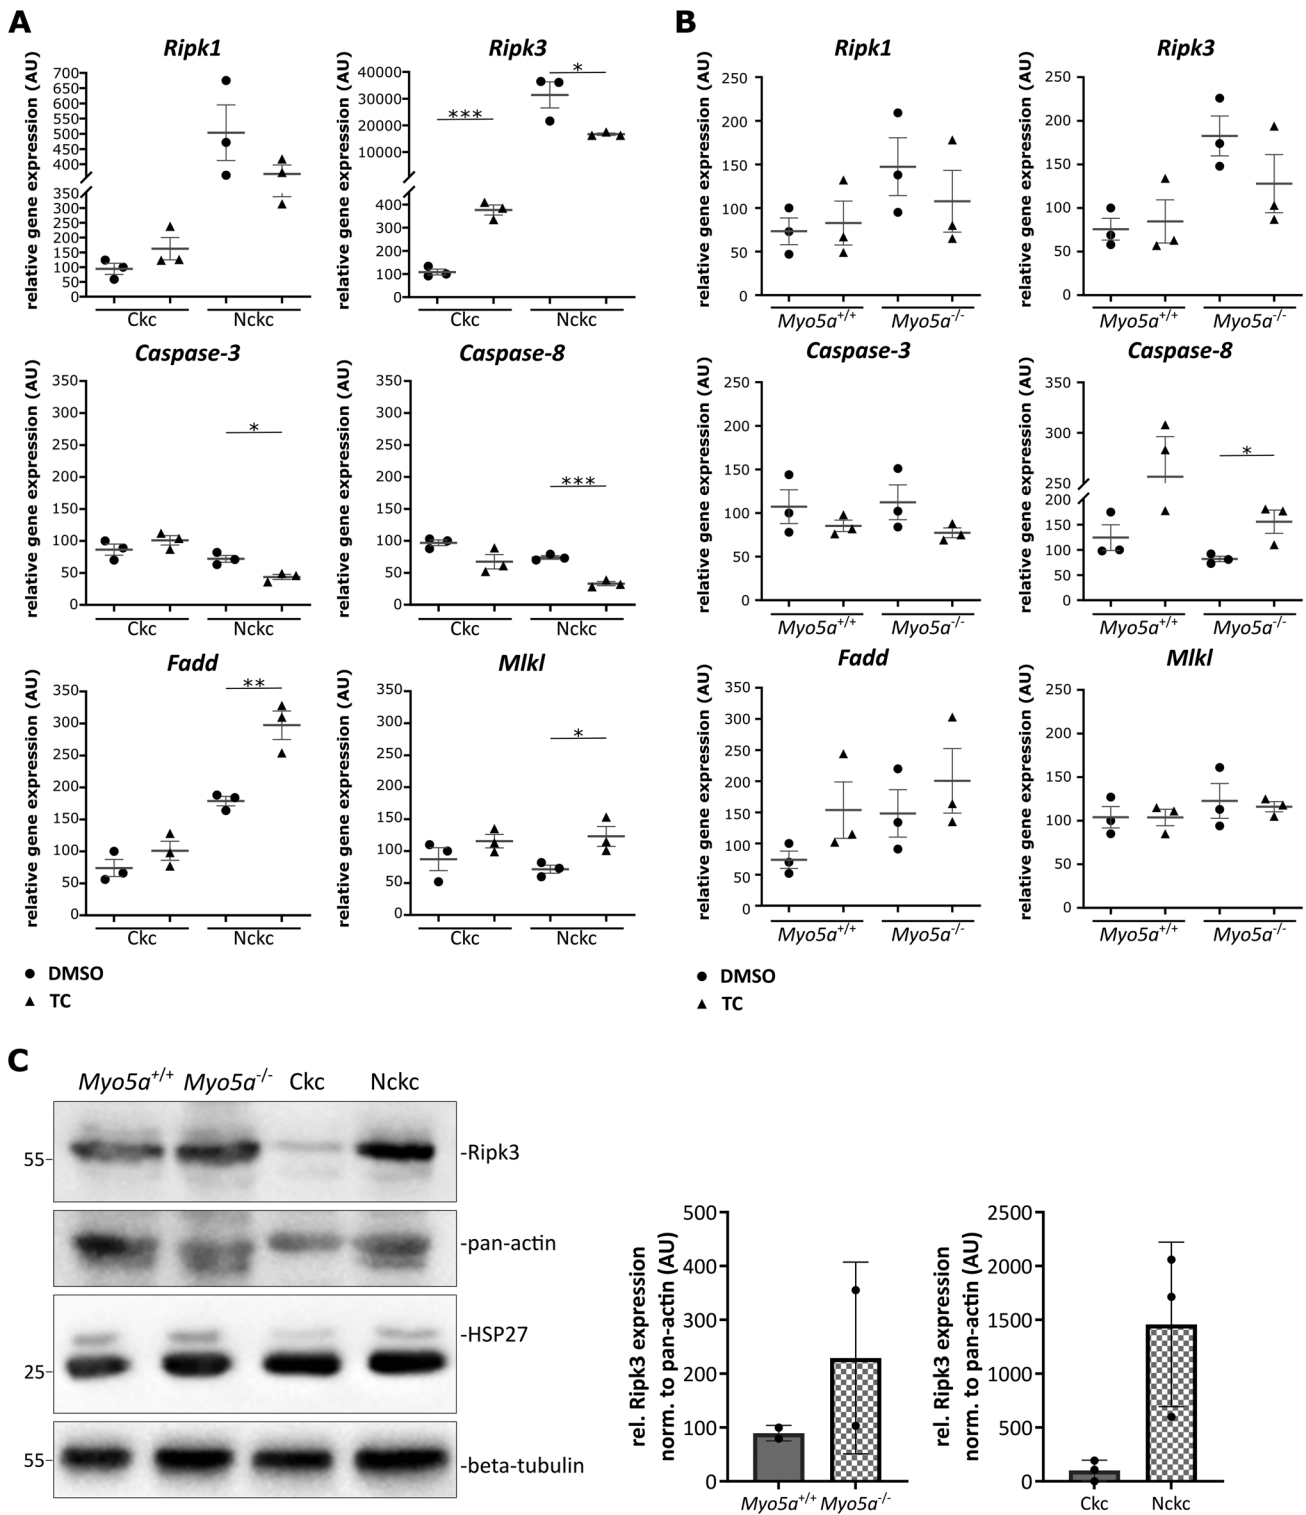 A
Ripk1
relative gene expression (AU)
700
650
600
550
500
450
400
350
300
250
200
150
100
50
0
Ckc
Nckc
Ripk3
relative gene expression (AU)
40000
30000
20000
10000
400
300
200
100
0
***
*
Ckc
Nckc
Caspase-3
relative gene expression (AU)
350
300
250
200
150
100
50
0
*
Ckc
Nckc
Caspase-8
relative gene expression (AU)
350
300
250
200
150
100
50
0
***
Ckc
Nckc
Fadd
relative gene expression (AU)
350
300
250
200
150
100
50
0
**
Ckc
Nckc
Mlkl
relative gene expression (AU)
350
300
250
200
150
100
50
0
*
Ckc
Nckc
● DMSO
▲ TC
B
Ripk1
relative gene expression (AU)
250
200
150
100
50
0
Myo5a+/+
Myo5a-/-
Ripk3
relative gene expression (AU)
250
200
150
100
50
0
Myo5a+/+
Myo5a-/-
Caspase-3
relative gene expression (AU)
250
200
150
100
50
0
Myo5a+/+
Myo5a-/-
Caspase-8
relative gene expression (AU)
350
300
250
200
150
100
50
0
*
Myo5a+/+
Myo5a-/-
Fadd
relative gene expression (AU)
350
300
250
200
150
100
50
0
Myo5a+/+
Myo5a-/-
Mlkl
relative gene expression (AU)
250
200
150
100
50
0
Myo5a+/+
Myo5a-/-
● DMSO
▲ TC
C
Myo5a+/+ Myo5a-/- Ckc Nckc
55-
-Ripk3
-pan-actin
-HSP27
25-
55-
-beta-tubulin
rel. Ripk3 expression
norm. to pan-actin (AU)
500
400
300
200
100
0
Myo5a+/+ Myo5a-/-
rel. Ripk3 expression
norm. to pan-actin (AU)
2500
2000
1500
1000
500
0
Ckc
Nckc